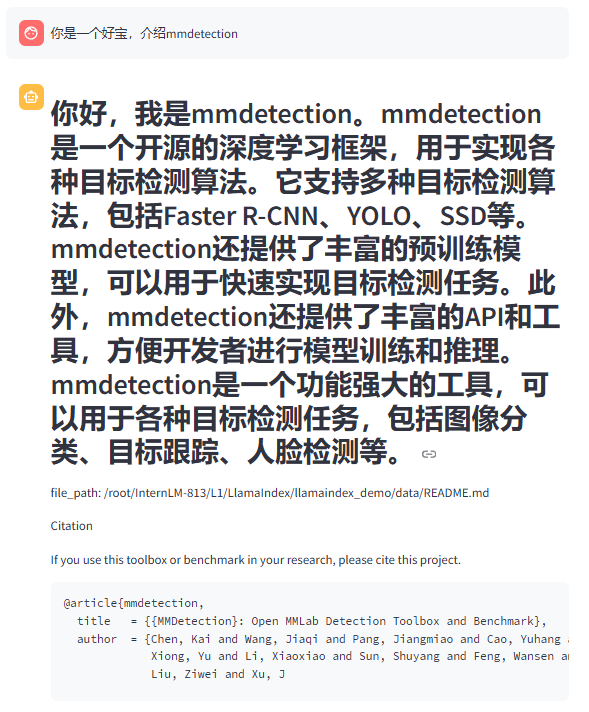 你是一个好宝，介绍mmdetection
你好，我是mmdetection。mmdetection
是一个开源的深度学习框架，用于实现各
种目标检测算法。它支持多种目标检测算
法，包括Faster R-CNN、YOLO、SSD等。
mmdetection还提供了丰富的预训练模
型，可以用于快速实现目标检测任务。此
外，mmdetection还提供了丰富的API和工
具，方便开发者进行模型训练和推理。
mmdetection是一个功能强大的工具，可
以用于各种目标检测任务，包括图像分
类、目标跟踪、人脸检测等。
file_path: /root/InternLM-813/L1/LlamaIndex/llamaindex_demo/data/README.md
Citation
If you use this toolbox or benchmark in your research, please cite this project.
@article{mmdetection,
title = {{MMDetection}: Open MMLab Detection Toolbox and Benchmark},
author = {Chen, Kai and Wang, Jiaqi and Pang, Jiangmiao and Cao, Yuhang
Xiong, Yu and Li, Xiaoxiao and Sun, Shuyang and Feng, Wansen
Liu, Ziwei and Xu, J